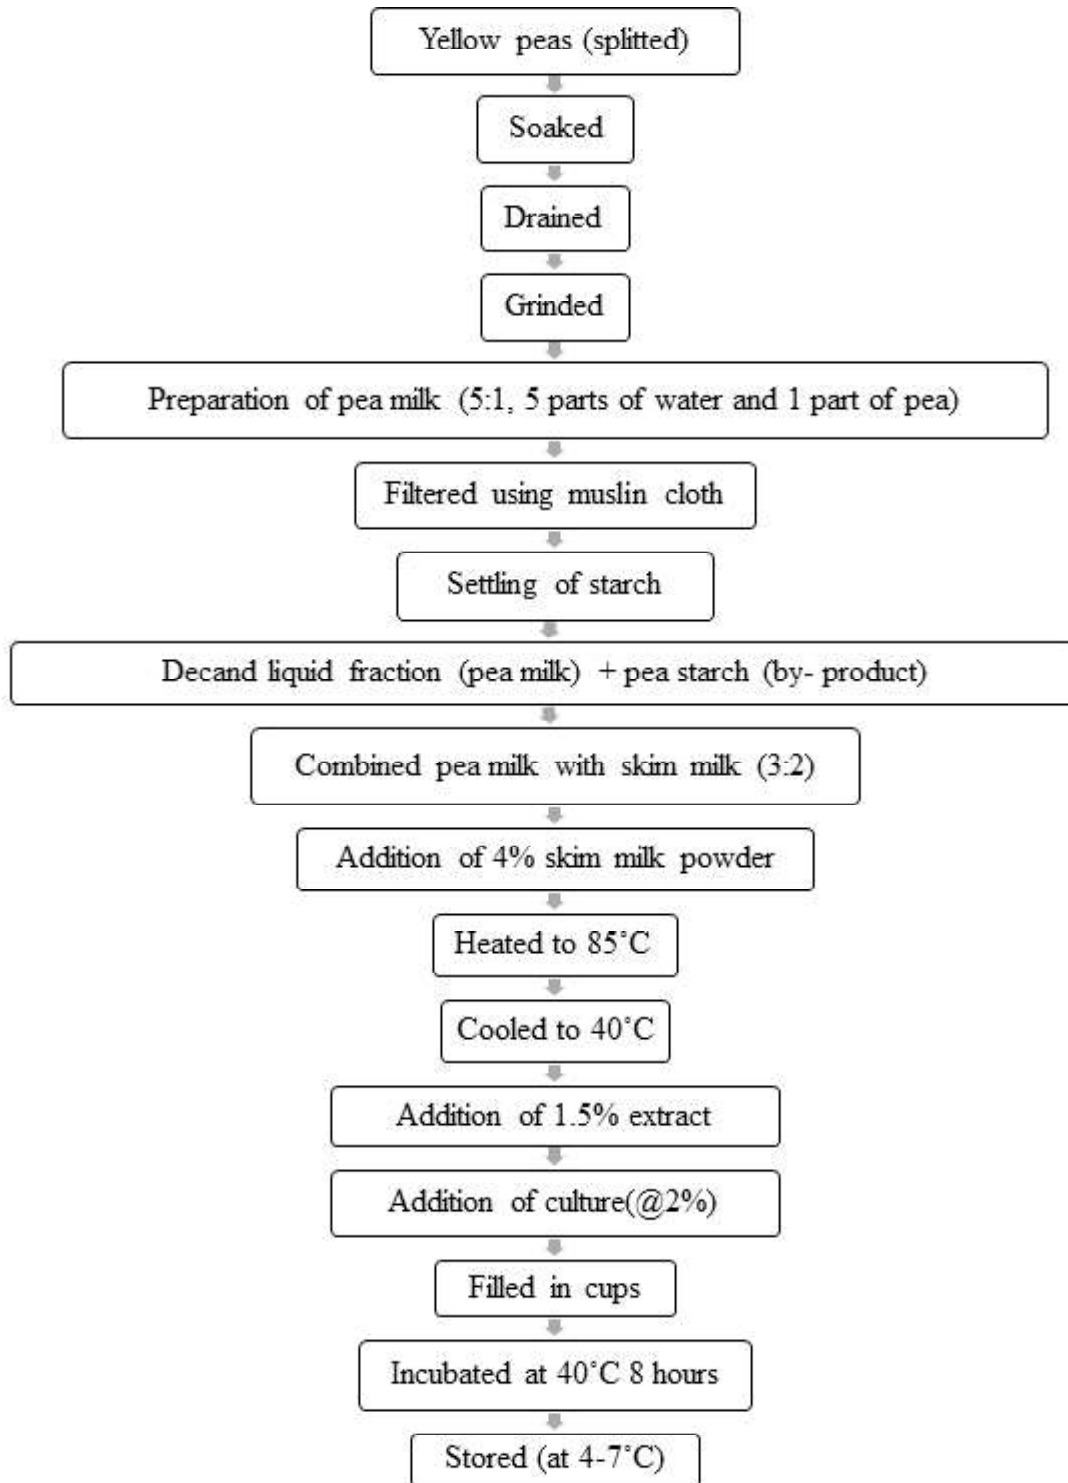 Yellow peas (splitted)
Soaked
Drained
Grinded
Preparation of pea milk (5:1, 5 parts of water and 1 part of pea)
Filtered using muslin cloth
Settling of starch
Decand liquid fraction (pea milk) + pea starch (by- product)
Combined pea milk with skim milk (3:2)
Addition of 4% skim milk powder
Heated to 85˚C
Cooled to 40˚C
Addition of 1.5% extract
Addition of culture(@2%)
Filled in cups
Incubated at 40˚C 8 hours
Stored (at 4-7˚C)